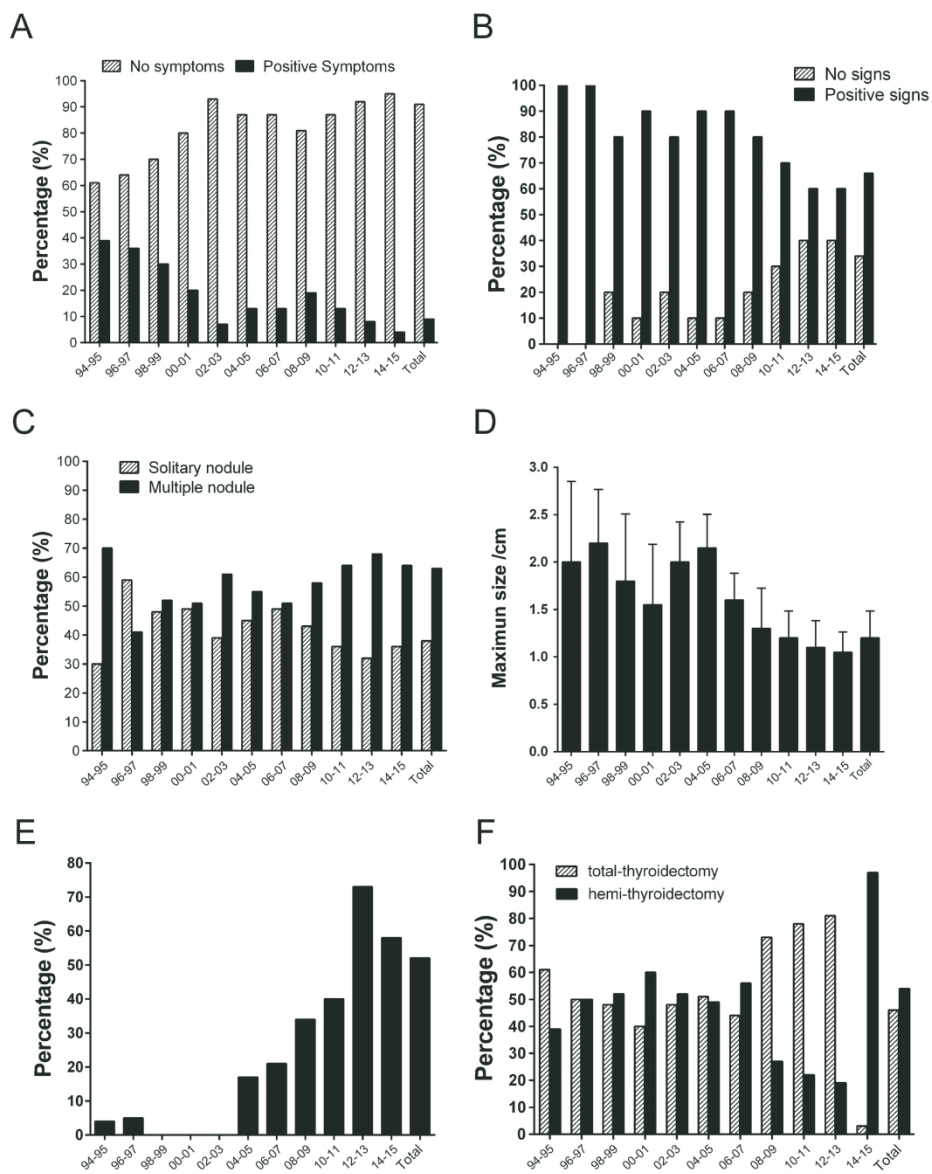 A
No symptoms Positive Symptoms
Percentage (%)
100
90
80
70
60
50
40
30
20
10
0
94-95 96-97 98-99 00-01 02-03 04-05 06-07 08-09 10-11 12-13 14-15 Total
B
No signs
Positive signs
Percentage (%)
100
90
80
70
60
50
40
30
20
10
0
94-95 96-97 98-99 00-01 02-03 04-05 06-07 08-09 10-11 12-13 14-15 Total
C
Solitary nodule
Multiple nodule
Percentage (%)
100
90
80
70
60
50
40
30
20
10
0
94-95 96-97 98-99 00-01 02-03 04-05 06-07 08-09 10-11 12-13 14-15 Total
D
Maximun size /cm
3.0
2.5
2.0
1.5
1.0
0.5
0.0
94-95 96-97 98-99 00-01 02-03 04-05 06-07 08-09 10-11 12-13 14-15 Total
E
Percentage (%)
80
70
60
50
40
30
20
10
0
94-95 96-97 98-99 00-01 02-03 04-05 06-07 08-09 10-11 12-13 14-15 Total
F
total-thyroidectomy
hemi-thyroidectomy
Percentage (%)
100
90
80
70
60
50
40
30
20
10
0
94-95 96-97 98-99 00-01 02-03 04-05 06-07 08-09 10-11 12-13 14-15 Total